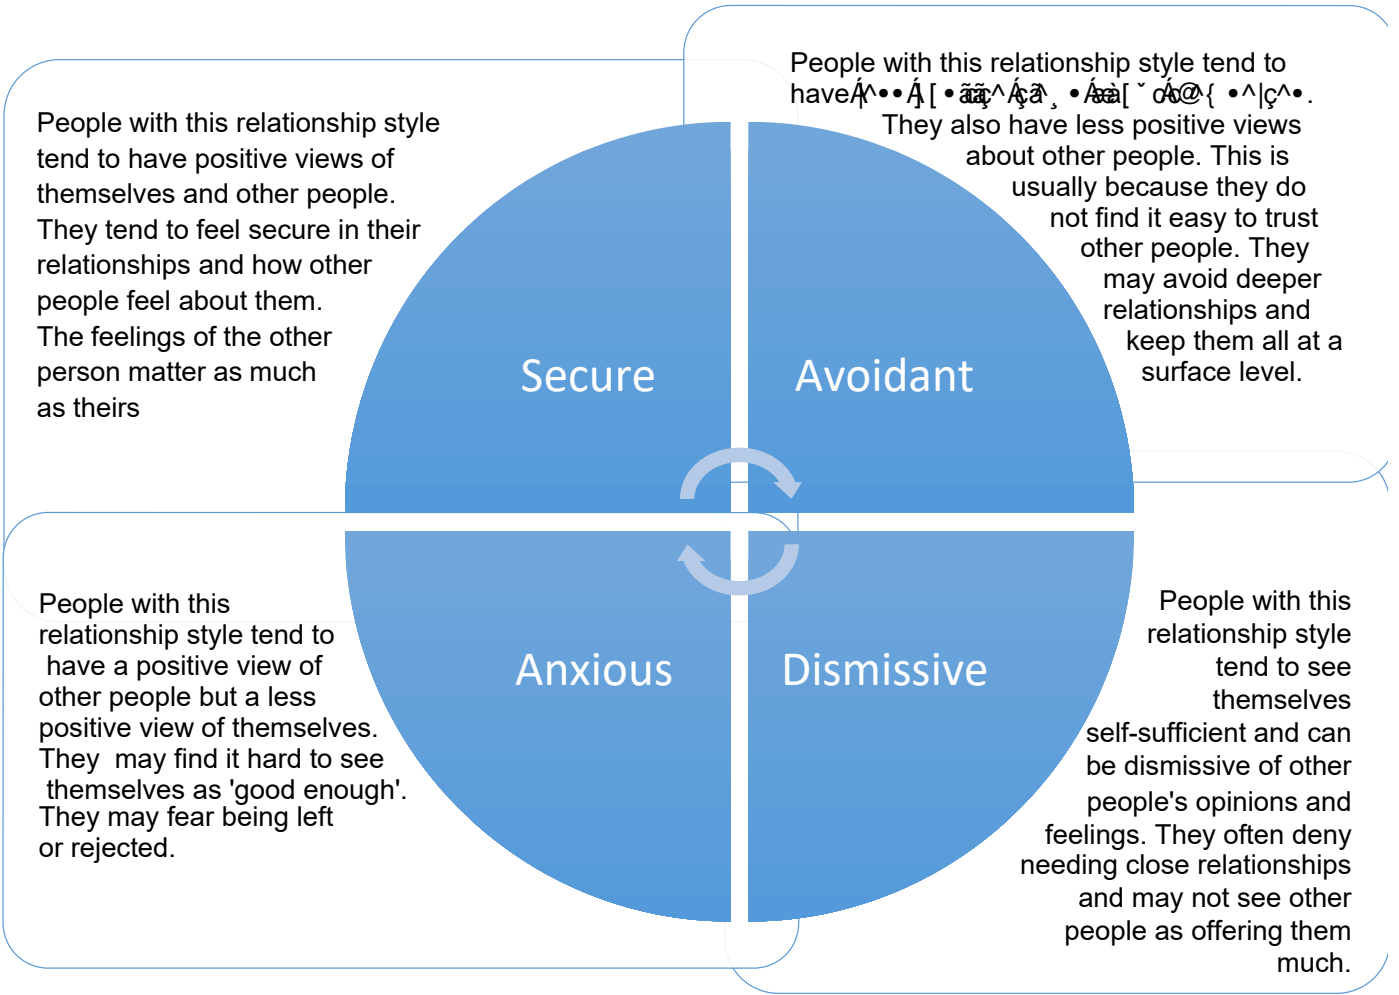 People with this relationship style
tend to have positive views of
themselves and other people.
They tend to feel secure in their
relationships and how other
people feel about them.
The feelings of the other
person matter as much
as theirs
Secure
People with this relationship style tend to
have
They also have less positive views
about other people. This is
usually because they do
not find it easy to trust
other people. They
may avoid deeper
relationships and
keep them all at a
surface level.
Avoidant
People with this
relationship style tend to
have a positive view of
other people but a less
positive view of themselves.
They may find it hard to see
themselves as 'good enough'.
They may fear being left
or rejected.
Anxious
Dismissive
People with this
relationship style
tend to see
themselves
self-sufficient and can
be dismissive of other
people's opinions and
feelings. They often deny
needing close relationships
and may not see other
people as offering them
much.